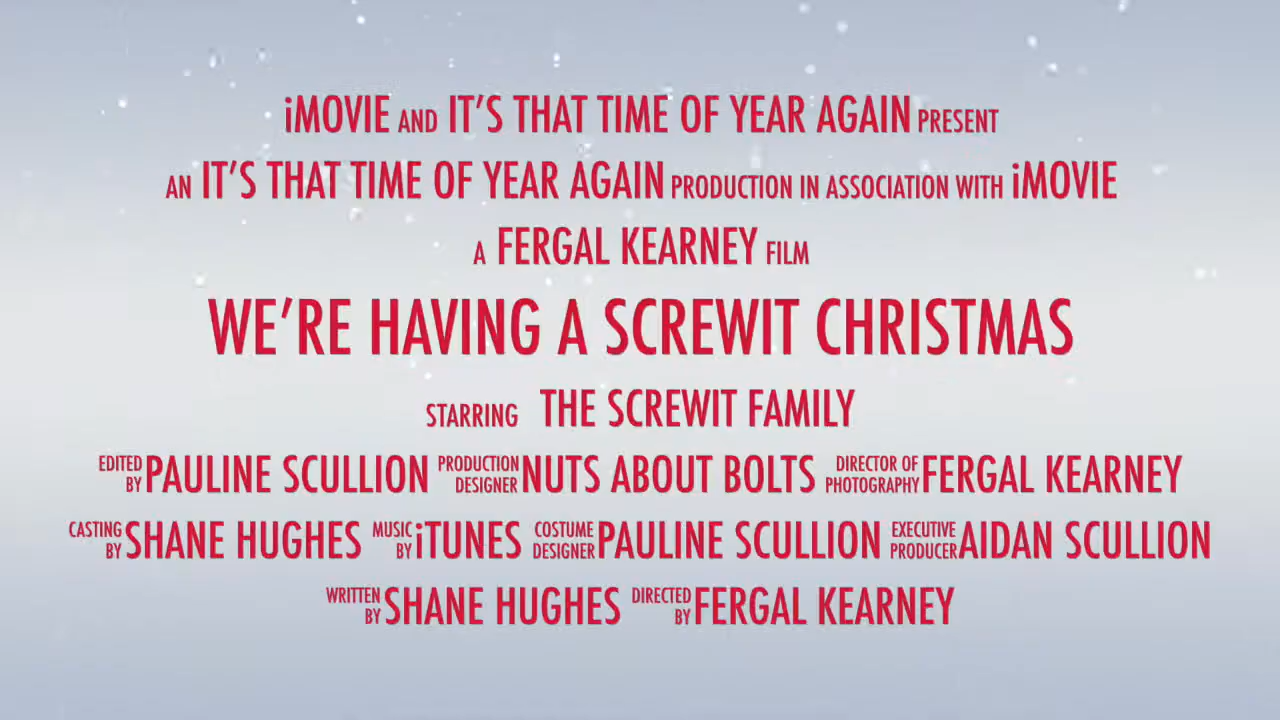 iMOVIE AND IT'S THAT TIME OF YEAR AGAIN PRESENT
AN IT'S THAT TIME OF YEAR AGAIN PRODUCTION IN ASSOCIATION WITH iMOVIE
A FERGAL KEARNEY FILM
WE'RE HAVING A SCREWIT CHRISTMAS
STARRING THE SCREWIT FAMILY
EDITED BY PAULINE SCULLION PRODUCTION DESIGNER NUTS ABOUT BOLTS DIRECTOR OF PHOTOGRAPHY FERGAL KEARNEY
CASTING BY SHANE HUGHES MUSIC BY iTUNES COSTUME DESIGNER PAULINE SCULLION EXECUTIVE PRODUCER AIDAN SCULLION
WRITTEN BY SHANE HUGHES DIRECTED BY FERGAL KEARNEY